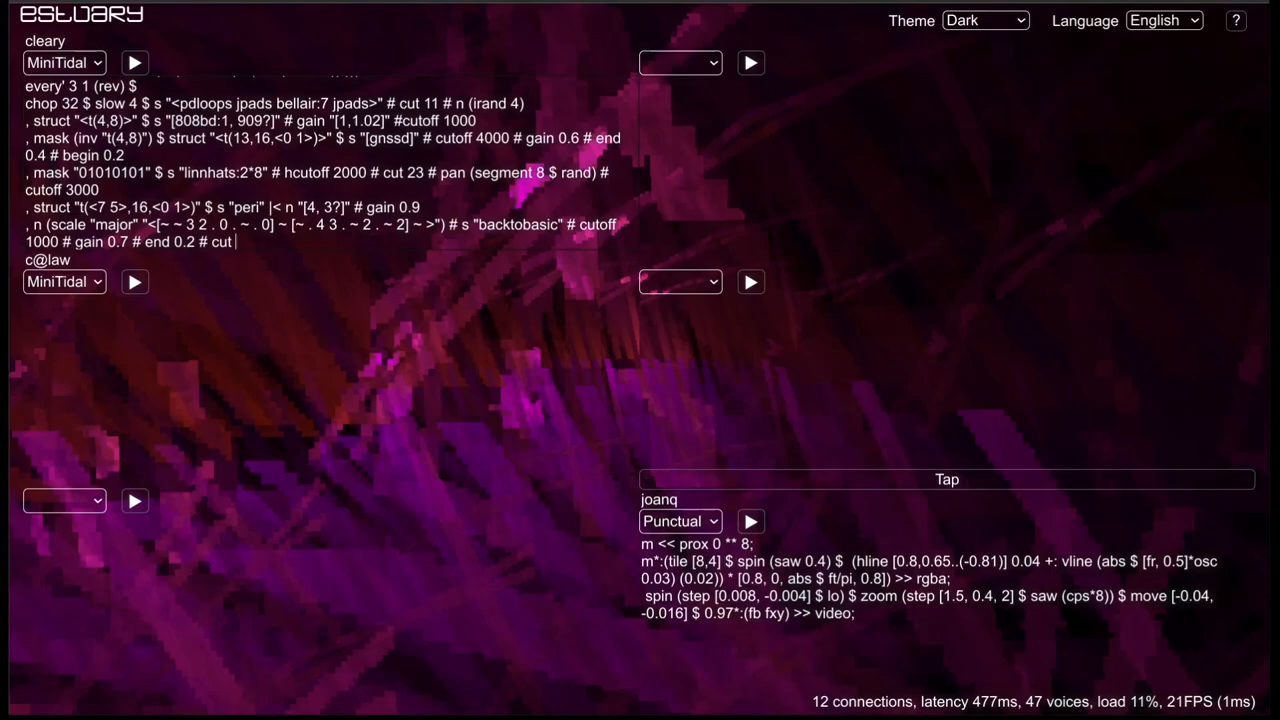 ESTUARY
Theme Dark Language English ?
cleary
MiniTidal
every' 3 1 (rev) $
chop 32 $ slow 4 $ s "<pdloops jpads bellair:7 jpads>" # cut 11 # n (irand 4)
, struct "<t(4,8)>" $ s "[808bd:1, 909?]" # gain "[1,1.02]" #cutoff 1000
, mask (inv "t(4,8)") $ struct "<t(13,16,<0 1>)>" $ s "[gnssd]" # cutoff 4000 # gain 0.6 # end
0.4 # begin 0.2
, mask "01010101" $ s "linnhats:2*8" # hcutoff 2000 # cut 23 # pan (segment 8 $ rand) #
cutoff 3000
, struct "t(<7 5>,16,<0 1>)" $ s "peri" |< n "[4, 3?]" # gain 0.9
, n (scale "major" "<[~ ~ 3 2 . 0 . ~ . 0] ~ [~ . 4 3 . ~ 2 . ~ 2] ~ >") # s "backtobasic" # cutoff
1000 # gain 0.7 # end 0.2 # cut
c@law
MiniTidal
Tap
joanq
Punctual
m << prox 0 ** 8;
m*:(tile [8,4] $ spin (saw 0.4) $ (hline [0.8,0.65..(-0.81)] 0.04 +: vline (abs $ [fr, 0.5]*osc
0.03) (0.02)) * [0.8, 0, abs $ ft/pi, 0.8]) >> rgba;
spin (step [0.008, -0.004] $ lo) $ zoom (step [1.5, 0.4, 2] $ saw (cps*8)) $ move [-0.04,
-0.016] $ 0.97*:(fb fxy) >> video;
12 connections, latency 477ms, 47 voices, load 11%, 21FPS (1ms)